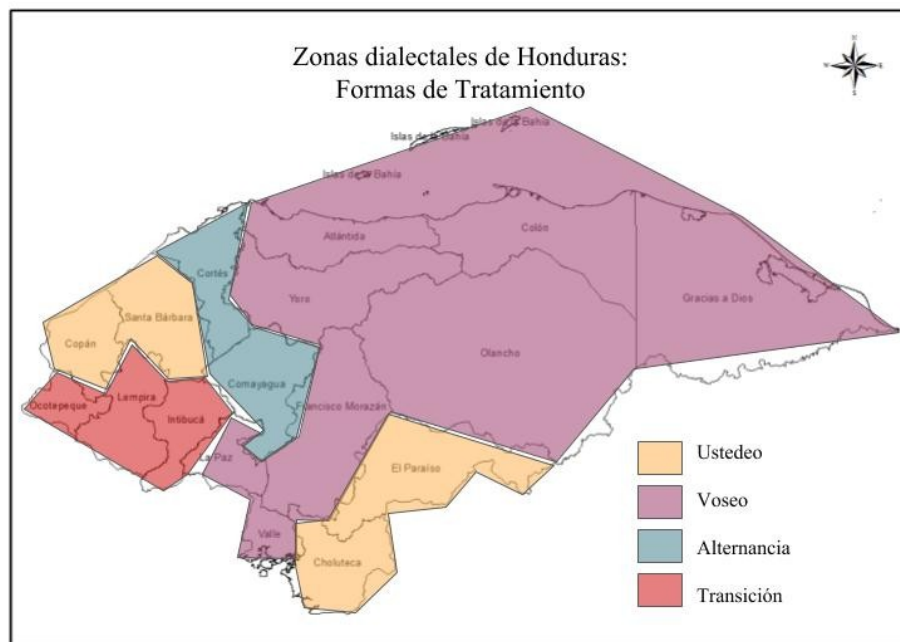 Zonas dialectales de Honduras:
Formas de Tratamiento
N
W E
S
Islas de la Bahía
Islas de la Bahía
Islas de la Bahía
Atlántida
Colón
Cortés
Yoro
Gracias a Dios
Santa Bárbara
Copán
Olancho
Comayagua
Lempira
Ocotepeque
Intibucá
Francisco Morazán
La Paz
El Paraíso
Valle
Choluteca
Ustedeo
Voseo
Alternancia
Transición